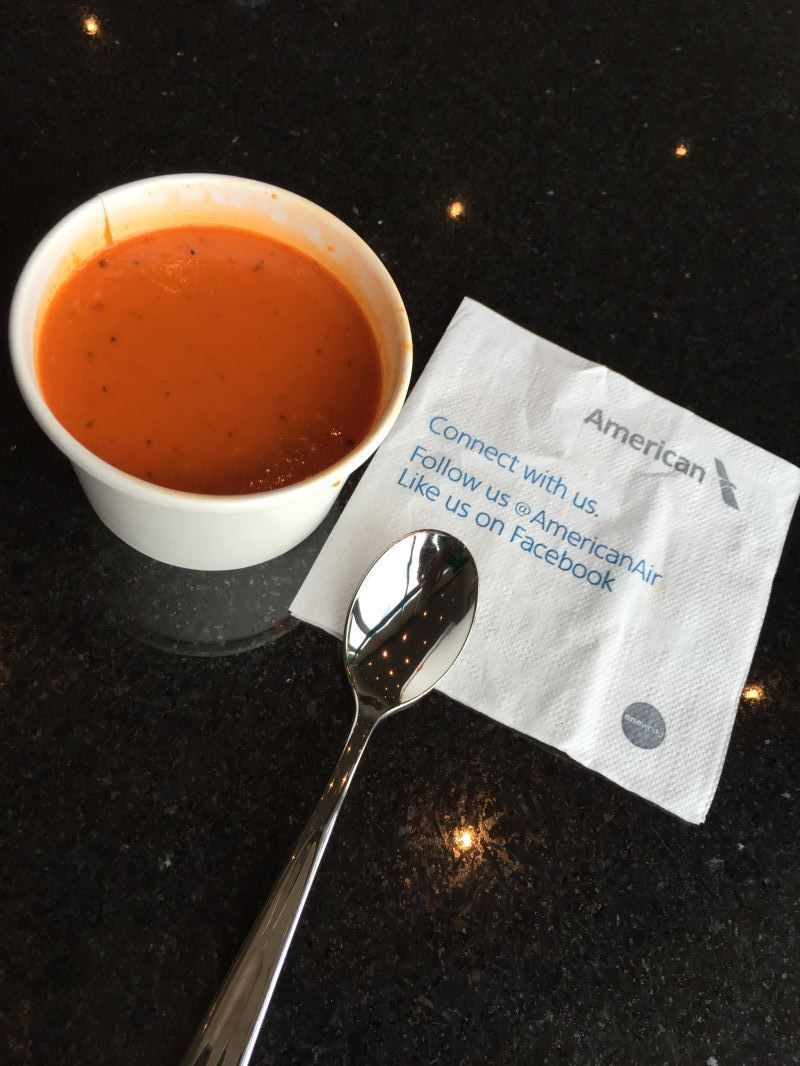 American
Connect with us.
Follow us @AmericanAir
Like us on Facebook
oneworld